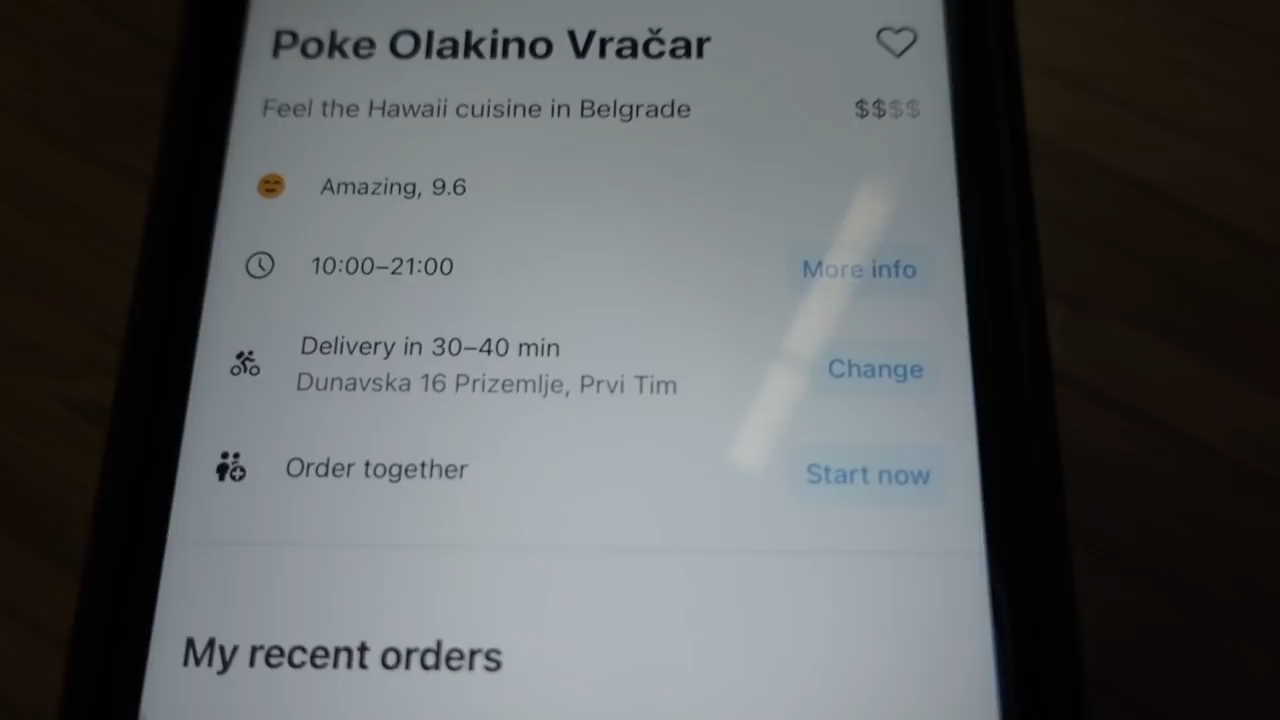 Poke Olakino Vračar
Feel the Hawaii cuisine in Belgrade $$$$
Amazing, 9.6
10:00–21:00 More info
Delivery in 30–40 min
Dunavska 16 Prizemlje, Prvi Tim Change
Order together Start now
My recent orders